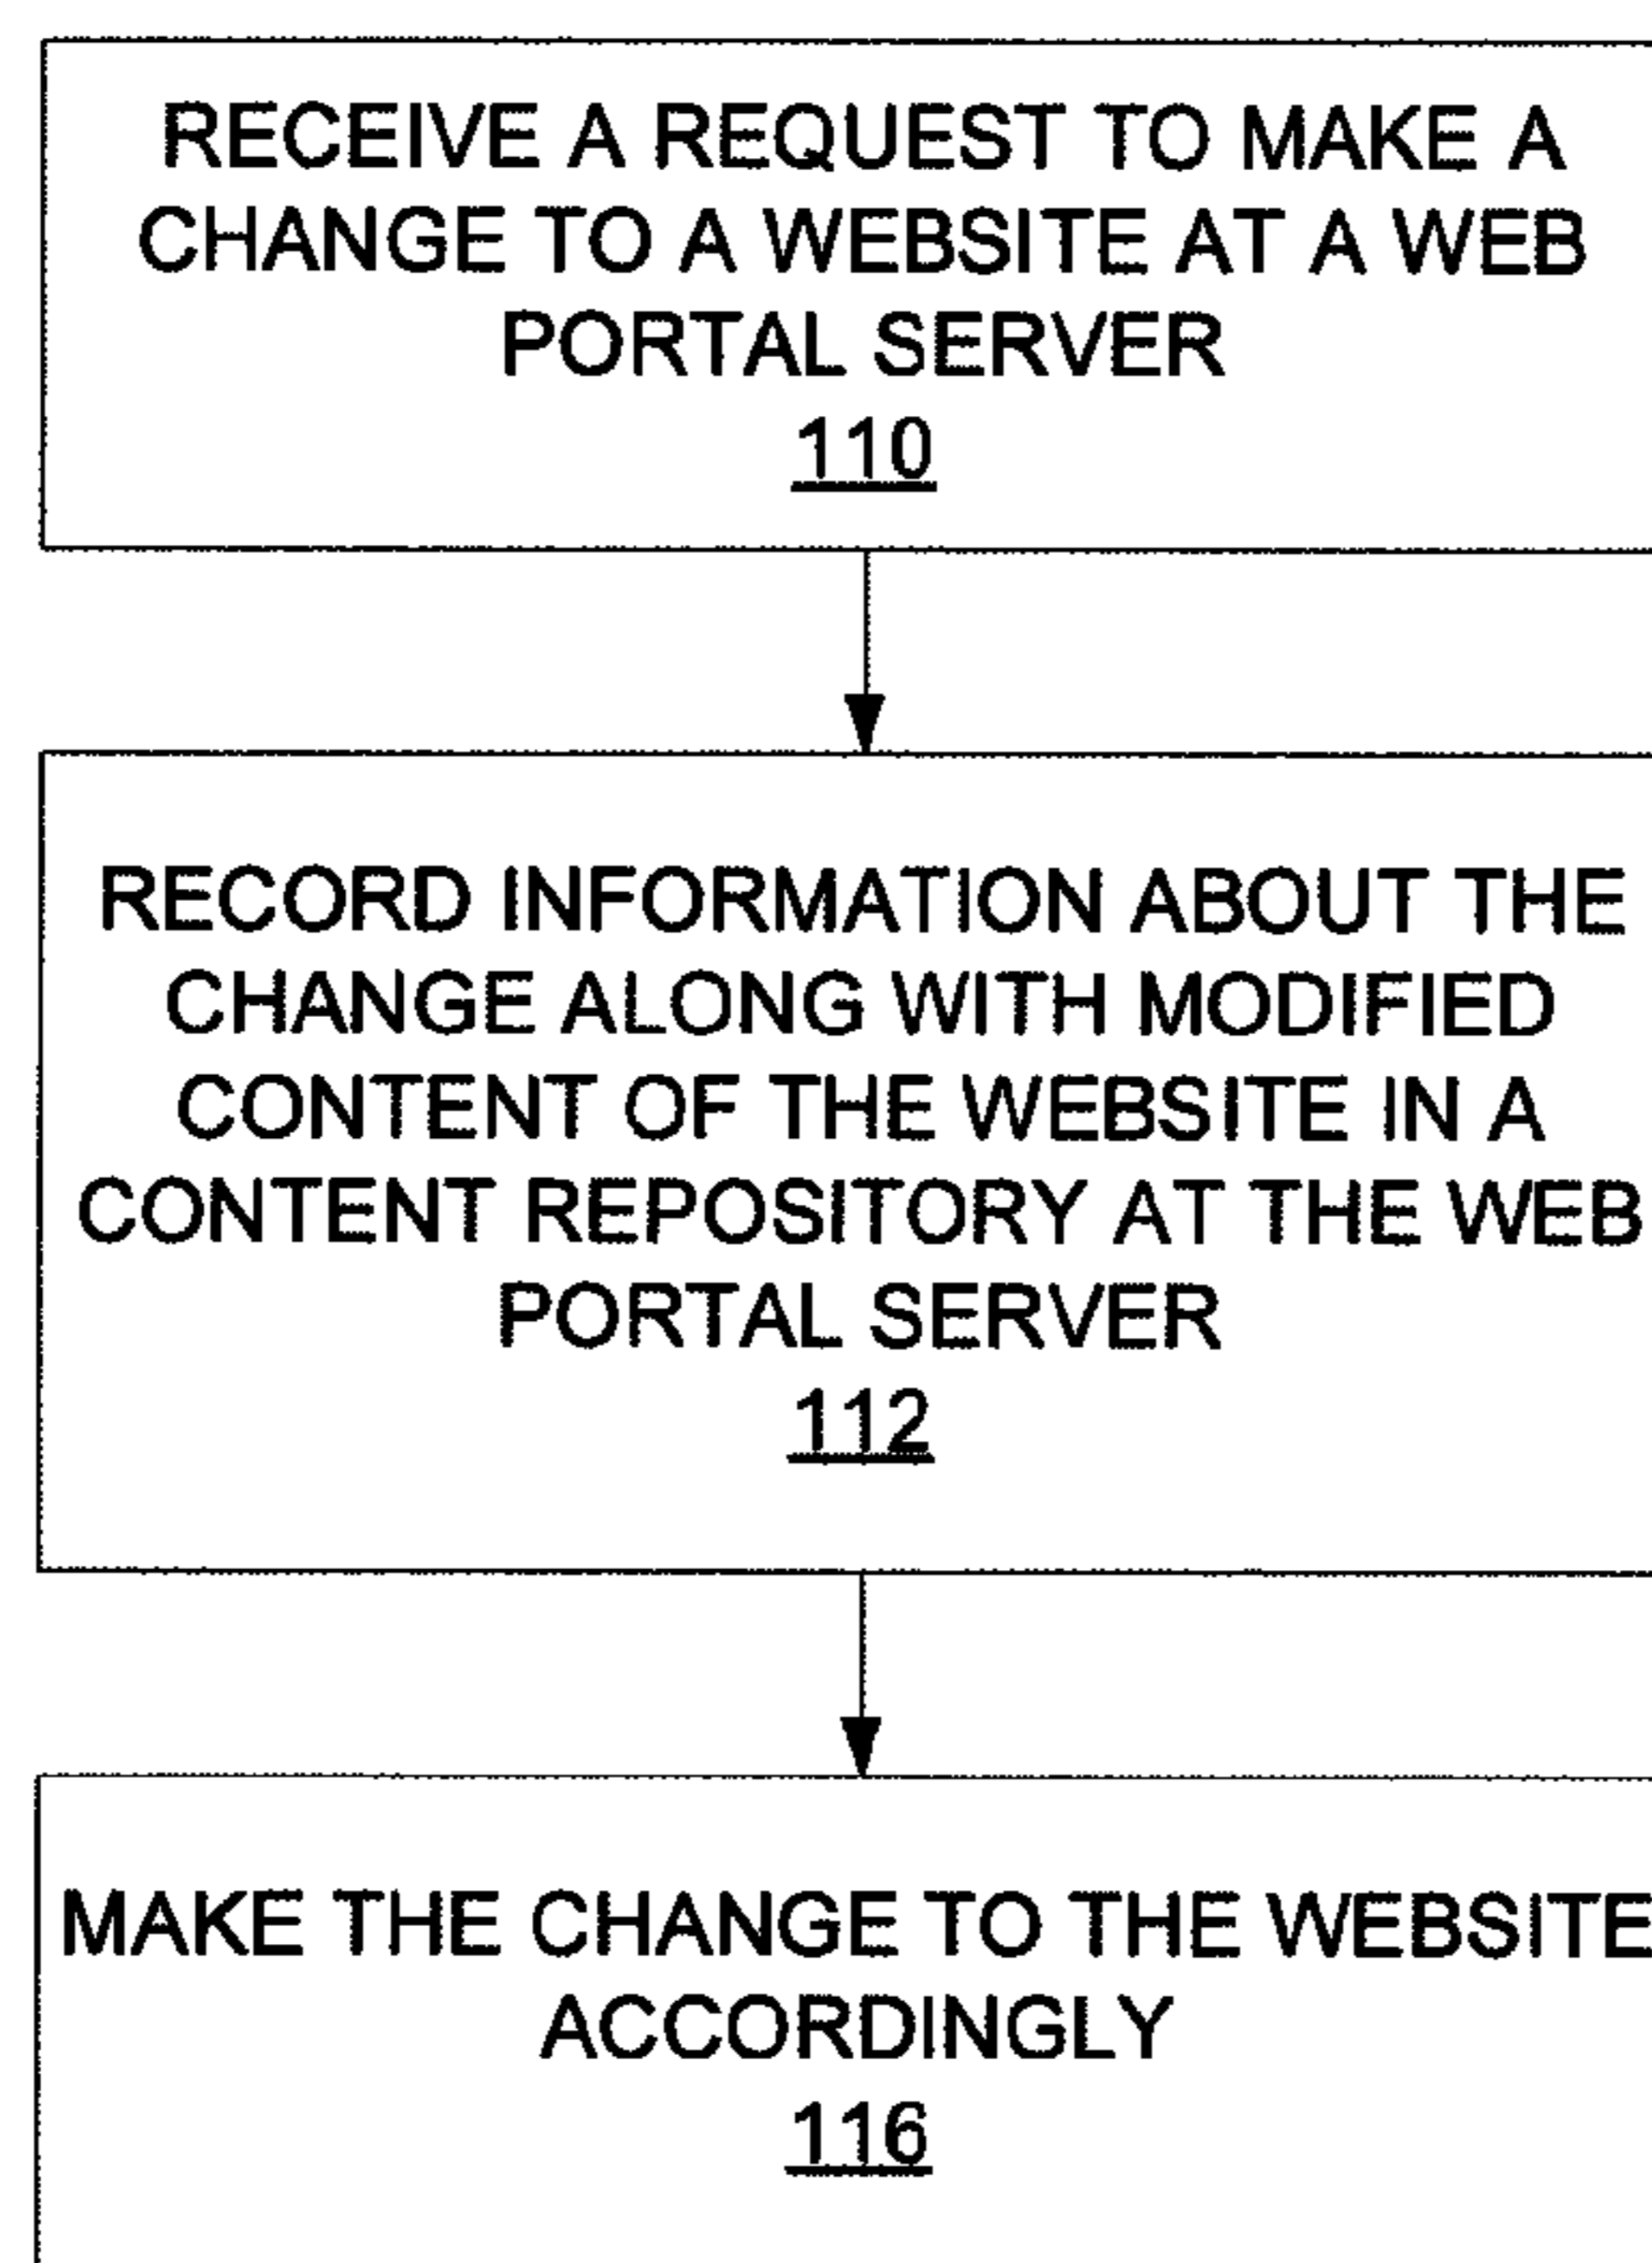 RECEIVE A REQUEST TO MAKE A
CHANGE TO A WEBSITE AT A WEB
PORTAL SERVER
110
RECORD INFORMATION ABOUT THE
CHANGE ALONG WITH MODIFIED
CONTENT OF THE WEBSITE IN A
CONTENT REPOSITORY AT THE WEB
PORTAL SERVER
112
MAKE THE CHANGE TO THE WEBSITE
ACCORDINGLY
116